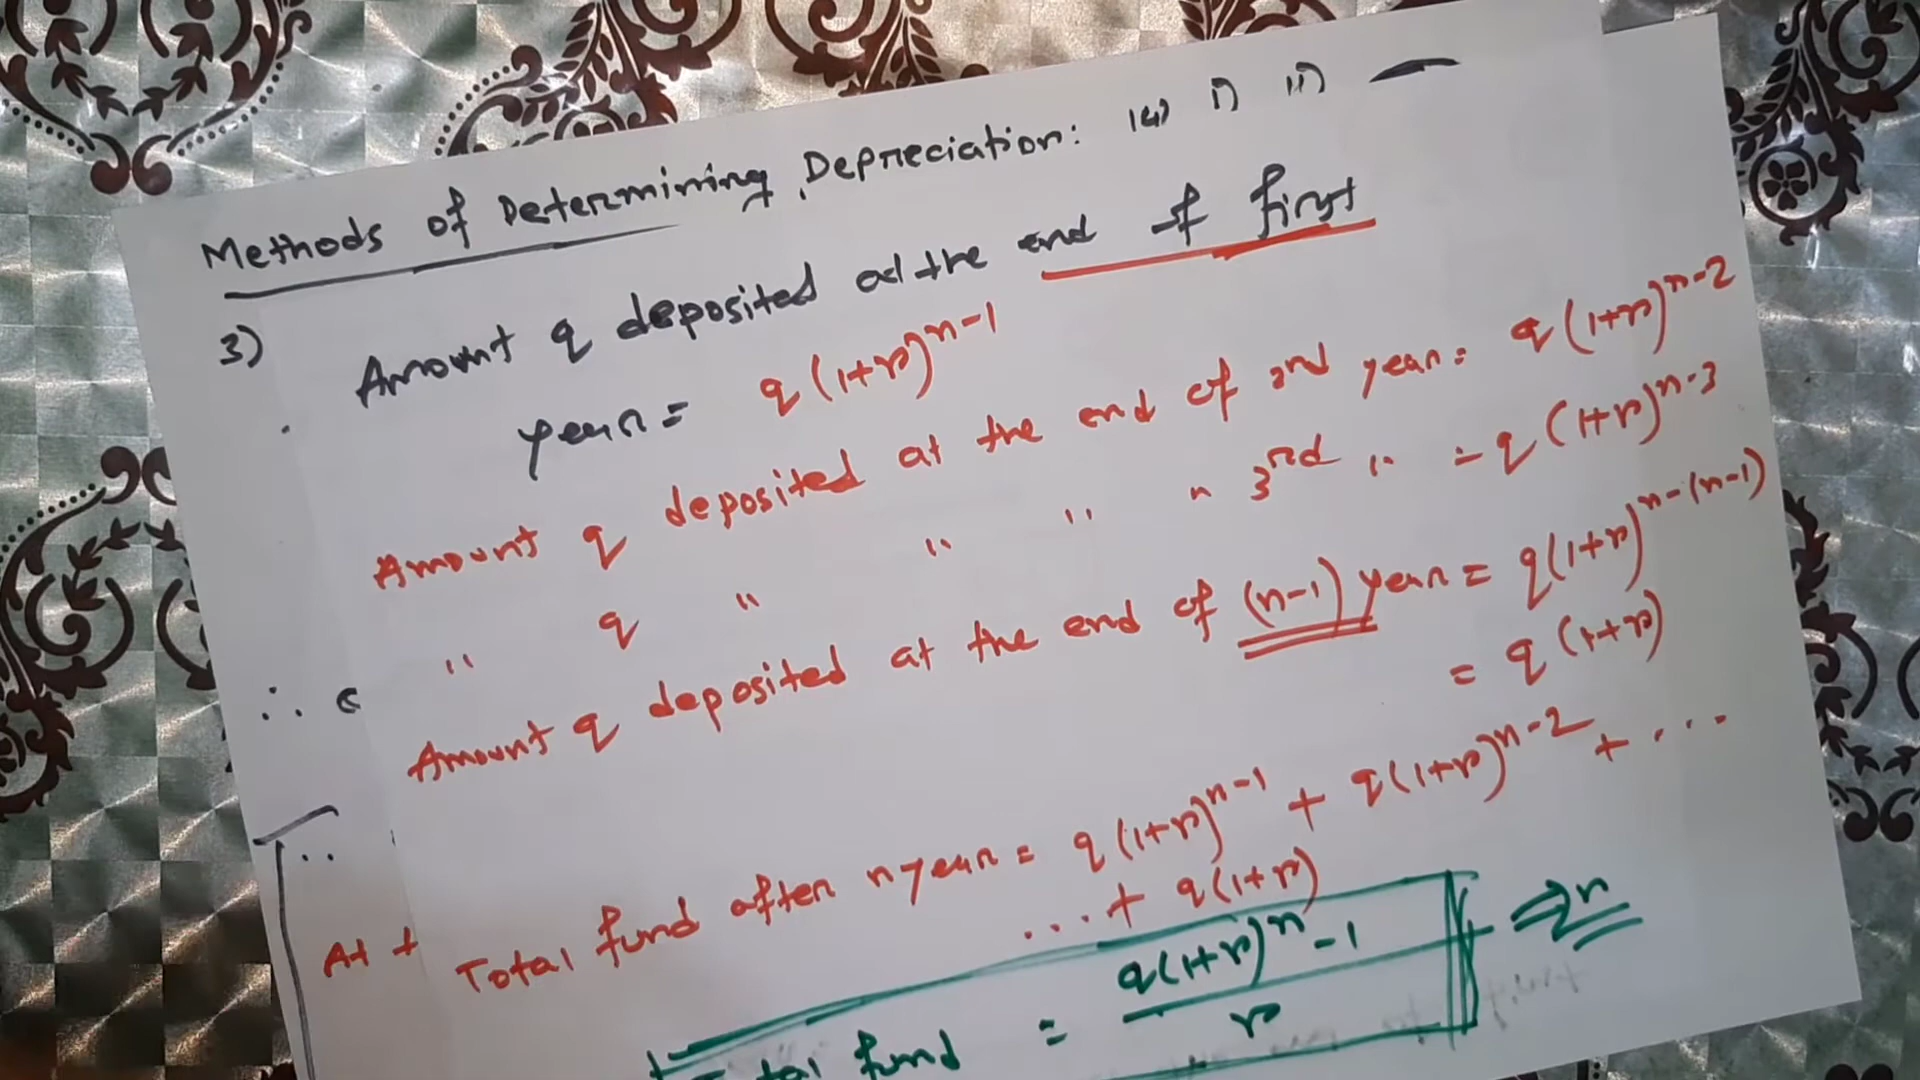 Methods of Determining Depreciation: (a) i) ii)
3) Amount q deposited at the end of first
year = q(1+r)^n-1
Amount q deposited at the end of 2nd year = q(1+r)^n-2
" q " " " " 3rd " = q(1+r)^n-3
Amount q deposited at the end of (n-1) year = q(1+r)^n-(n-1)
= q(1+r)
Total fund after n year = q(1+r)^n-1 + q(1+r)^n-2 + ....
...+ q(1+r)
fund = q(1+r)^n - 1 / r ⇒ r
∴
At